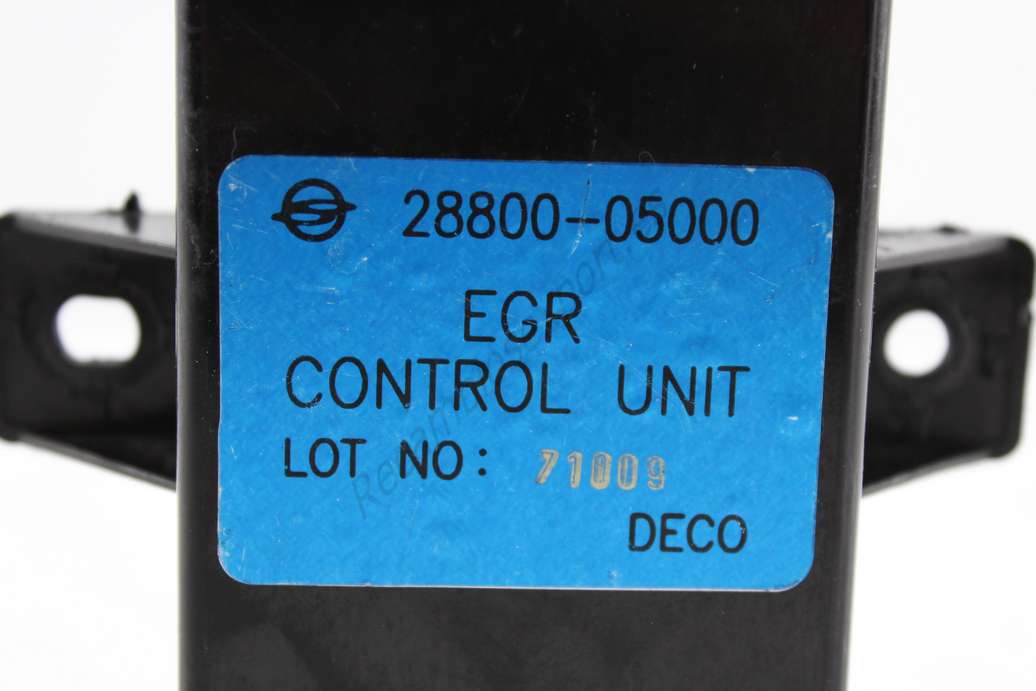 28800-05000
EGR
CONTROL UNIT
LOT NO: 71009
DECO